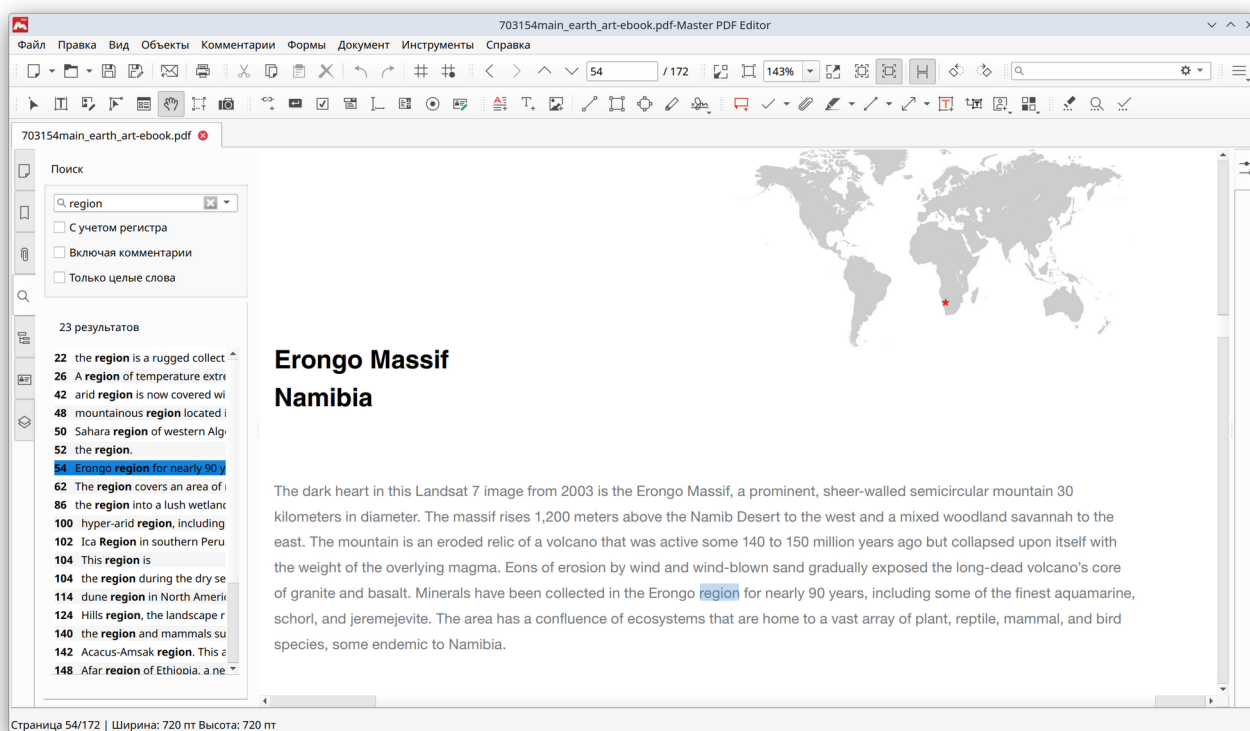 703154main_earth_art-ebook.pdf-Master PDF Editor
Файл Правка Вид Объекты Комментарии Формы Документ Инструменты Справка
54 / 172 143%
703154main_earth_art-ebook.pdf
Поиск
region
С учетом регистра
Включая комментарии
Только целые слова
23 результатов
22 the region is a rugged collect
26 A region of temperature extre
42 arid region is now covered wi
48 mountainous region located i
50 Sahara region of western Alg
52 the region.
54 Erongo region for nearly 90 y
62 The region covers an area of
86 the region into a lush wetland
100 hyper-arid region, including
102 Ica Region in southern Peru
104 This region is
104 the region during the dry se
114 dune region in North Americ
124 Hills region, the landscape r
140 the region and mammals su
142 Acacus-Amsak region. This a
148 Afar region of Ethiopia, a ne
Erongo Massif
Namibia
The dark heart in this Landsat 7 image from 2003 is the Erongo Massif, a prominent, sheer-walled semicircular mountain 30
kilometers in diameter. The massif rises 1,200 meters above the Namib Desert to the west and a mixed woodland savannah to the
east. The mountain is an eroded relic of a volcano that was active some 140 to 150 million years ago but collapsed upon itself with
the weight of the overlying magma. Eons of erosion by wind and wind-blown sand gradually exposed the long-dead volcano's core
of granite and basalt. Minerals have been collected in the Erongo region for nearly 90 years, including some of the finest aquamarine,
schorl, and jeremejevite. The area has a confluence of ecosystems that are home to a vast array of plant, reptile, mammal, and bird
species, some endemic to Namibia.
Страница 54/172 | Ширина: 720 пт Высота: 720 пт